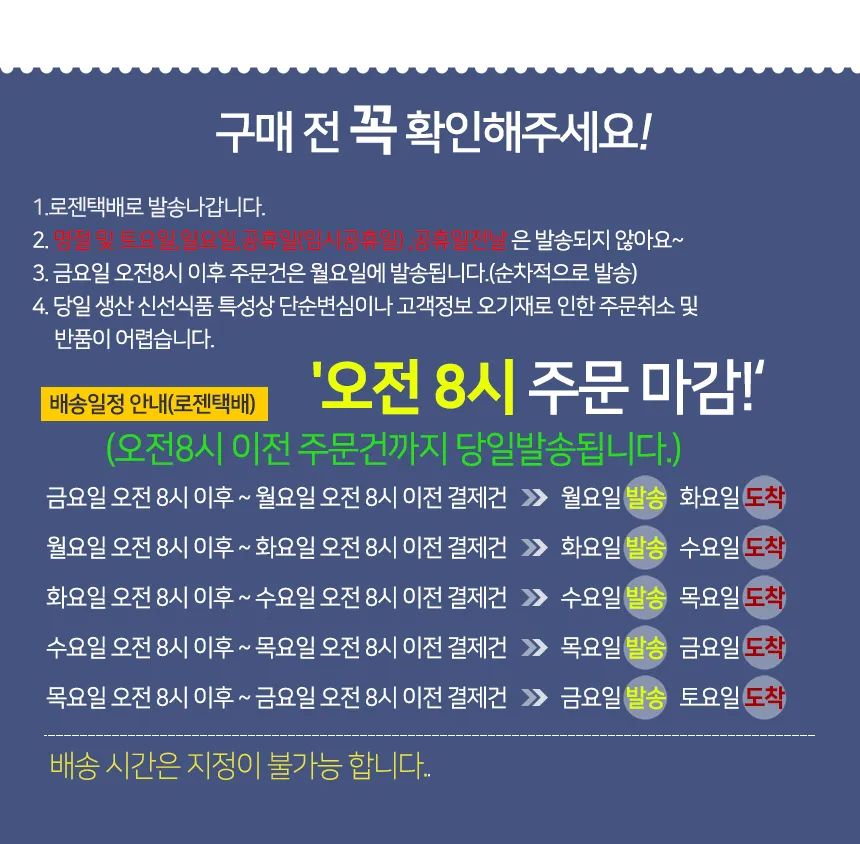 구매 전 꼭 확인해주세요!
1.로젠택배로 발송나갑니다.
2. 명절 및 토요일,일요일,공휴일(임시공휴일) ,공휴일전날 은 발송되지 않아요~
3. 금요일 오전8시 이후 주문건은 월요일에 발송됩니다.(순차적으로 발송)
4. 당일 생산 신선식품 특성상 단순변심이나 고객정보 오기재로 인한 주문취소 및
반품이 어렵습니다.
'오전 8시 주문 마감!‘
배송일정 안내(로젠택배)
(오전8시 이전 주문건까지 당일발송됩니다.)
금요일 오전 8시 이후 ~ 월요일 오전 8시 이전 결제건 » 월요일 발송 화요일 도착
월요일 오전 8시 이후 ~ 화요일 오전 8시 이전 결제건 » 화요일 발송 수요일 도착
화요일 오전 8시 이후 ~ 수요일 오전 8시 이전 결제건 » 수요일 발송 목요일 도착
수요일 오전 8시 이후 ~ 목요일 오전 8시 이전 결제건 » 목요일 발송 금요일 도착
목요일 오전 8시 이후 ~ 금요일 오전 8시 이전 결제건 » 금요일 발송 토요일 도착
배송 시간은 지정이 불가능 합니다..